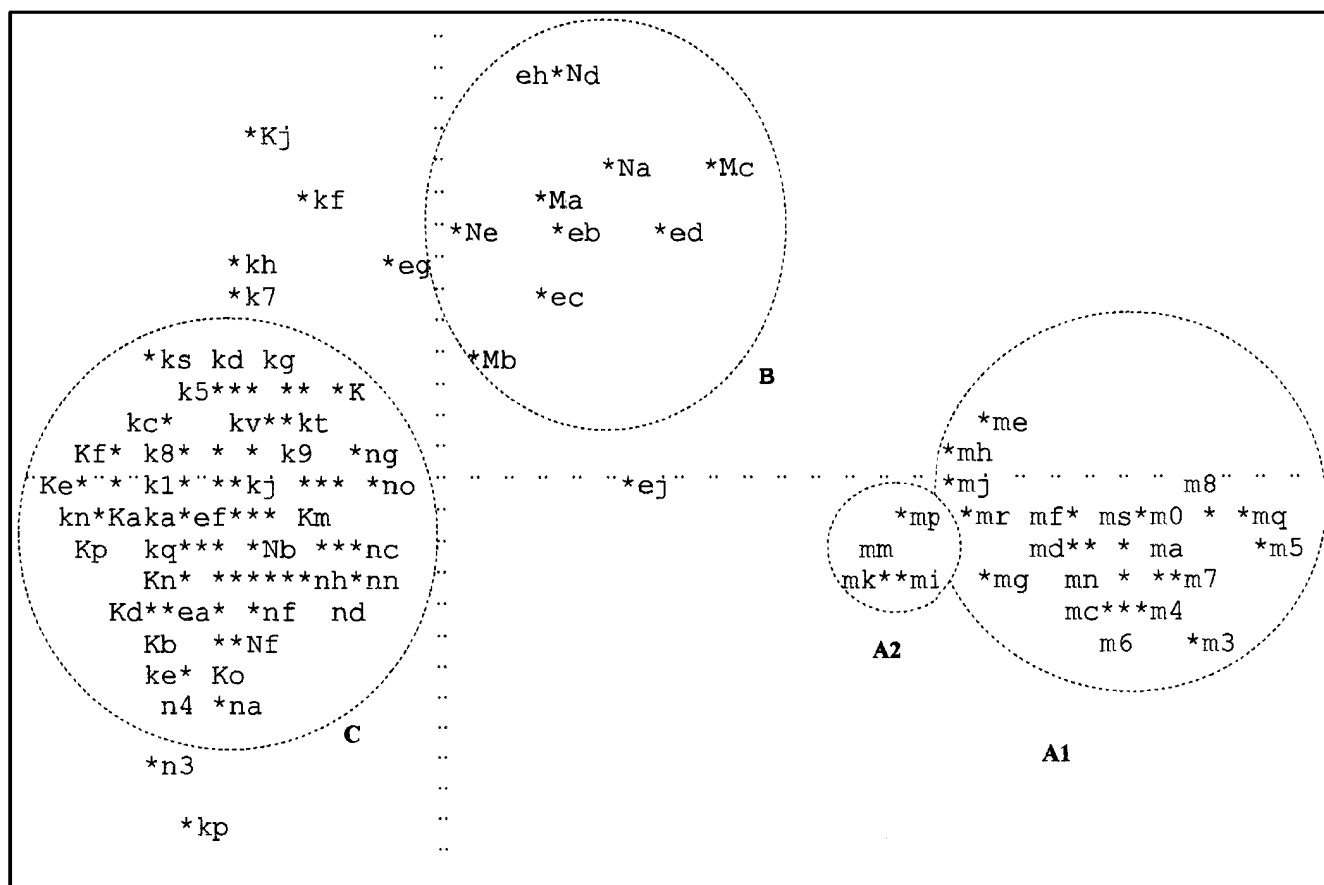 eh*Nd
*Kj
*Na *Mc
*kf *Ma
*Ne *eb *ed
*kh *eg
*k7 *ec
*ks kd kg *Mb
B
k5*** ** *K
kc* kv**kt *me
Kf* k8* * * k9 *ng *mh
Ke* * k1* **kj *** *no *ej *mj m8
kn*Kaka*ef*** Km *mp *mr mf* ms*m0 * *mq
Kp kq*** *Nb ***nc mm md** * ma *m5
Kn* ******nh*nn mk**mi *mg mn * **m7
Kd**ea* *nf nd mc***m4
Kb **Nf A2 m6 *m3
ke* Ko
n4 *na
C
A1
*n3
*kp